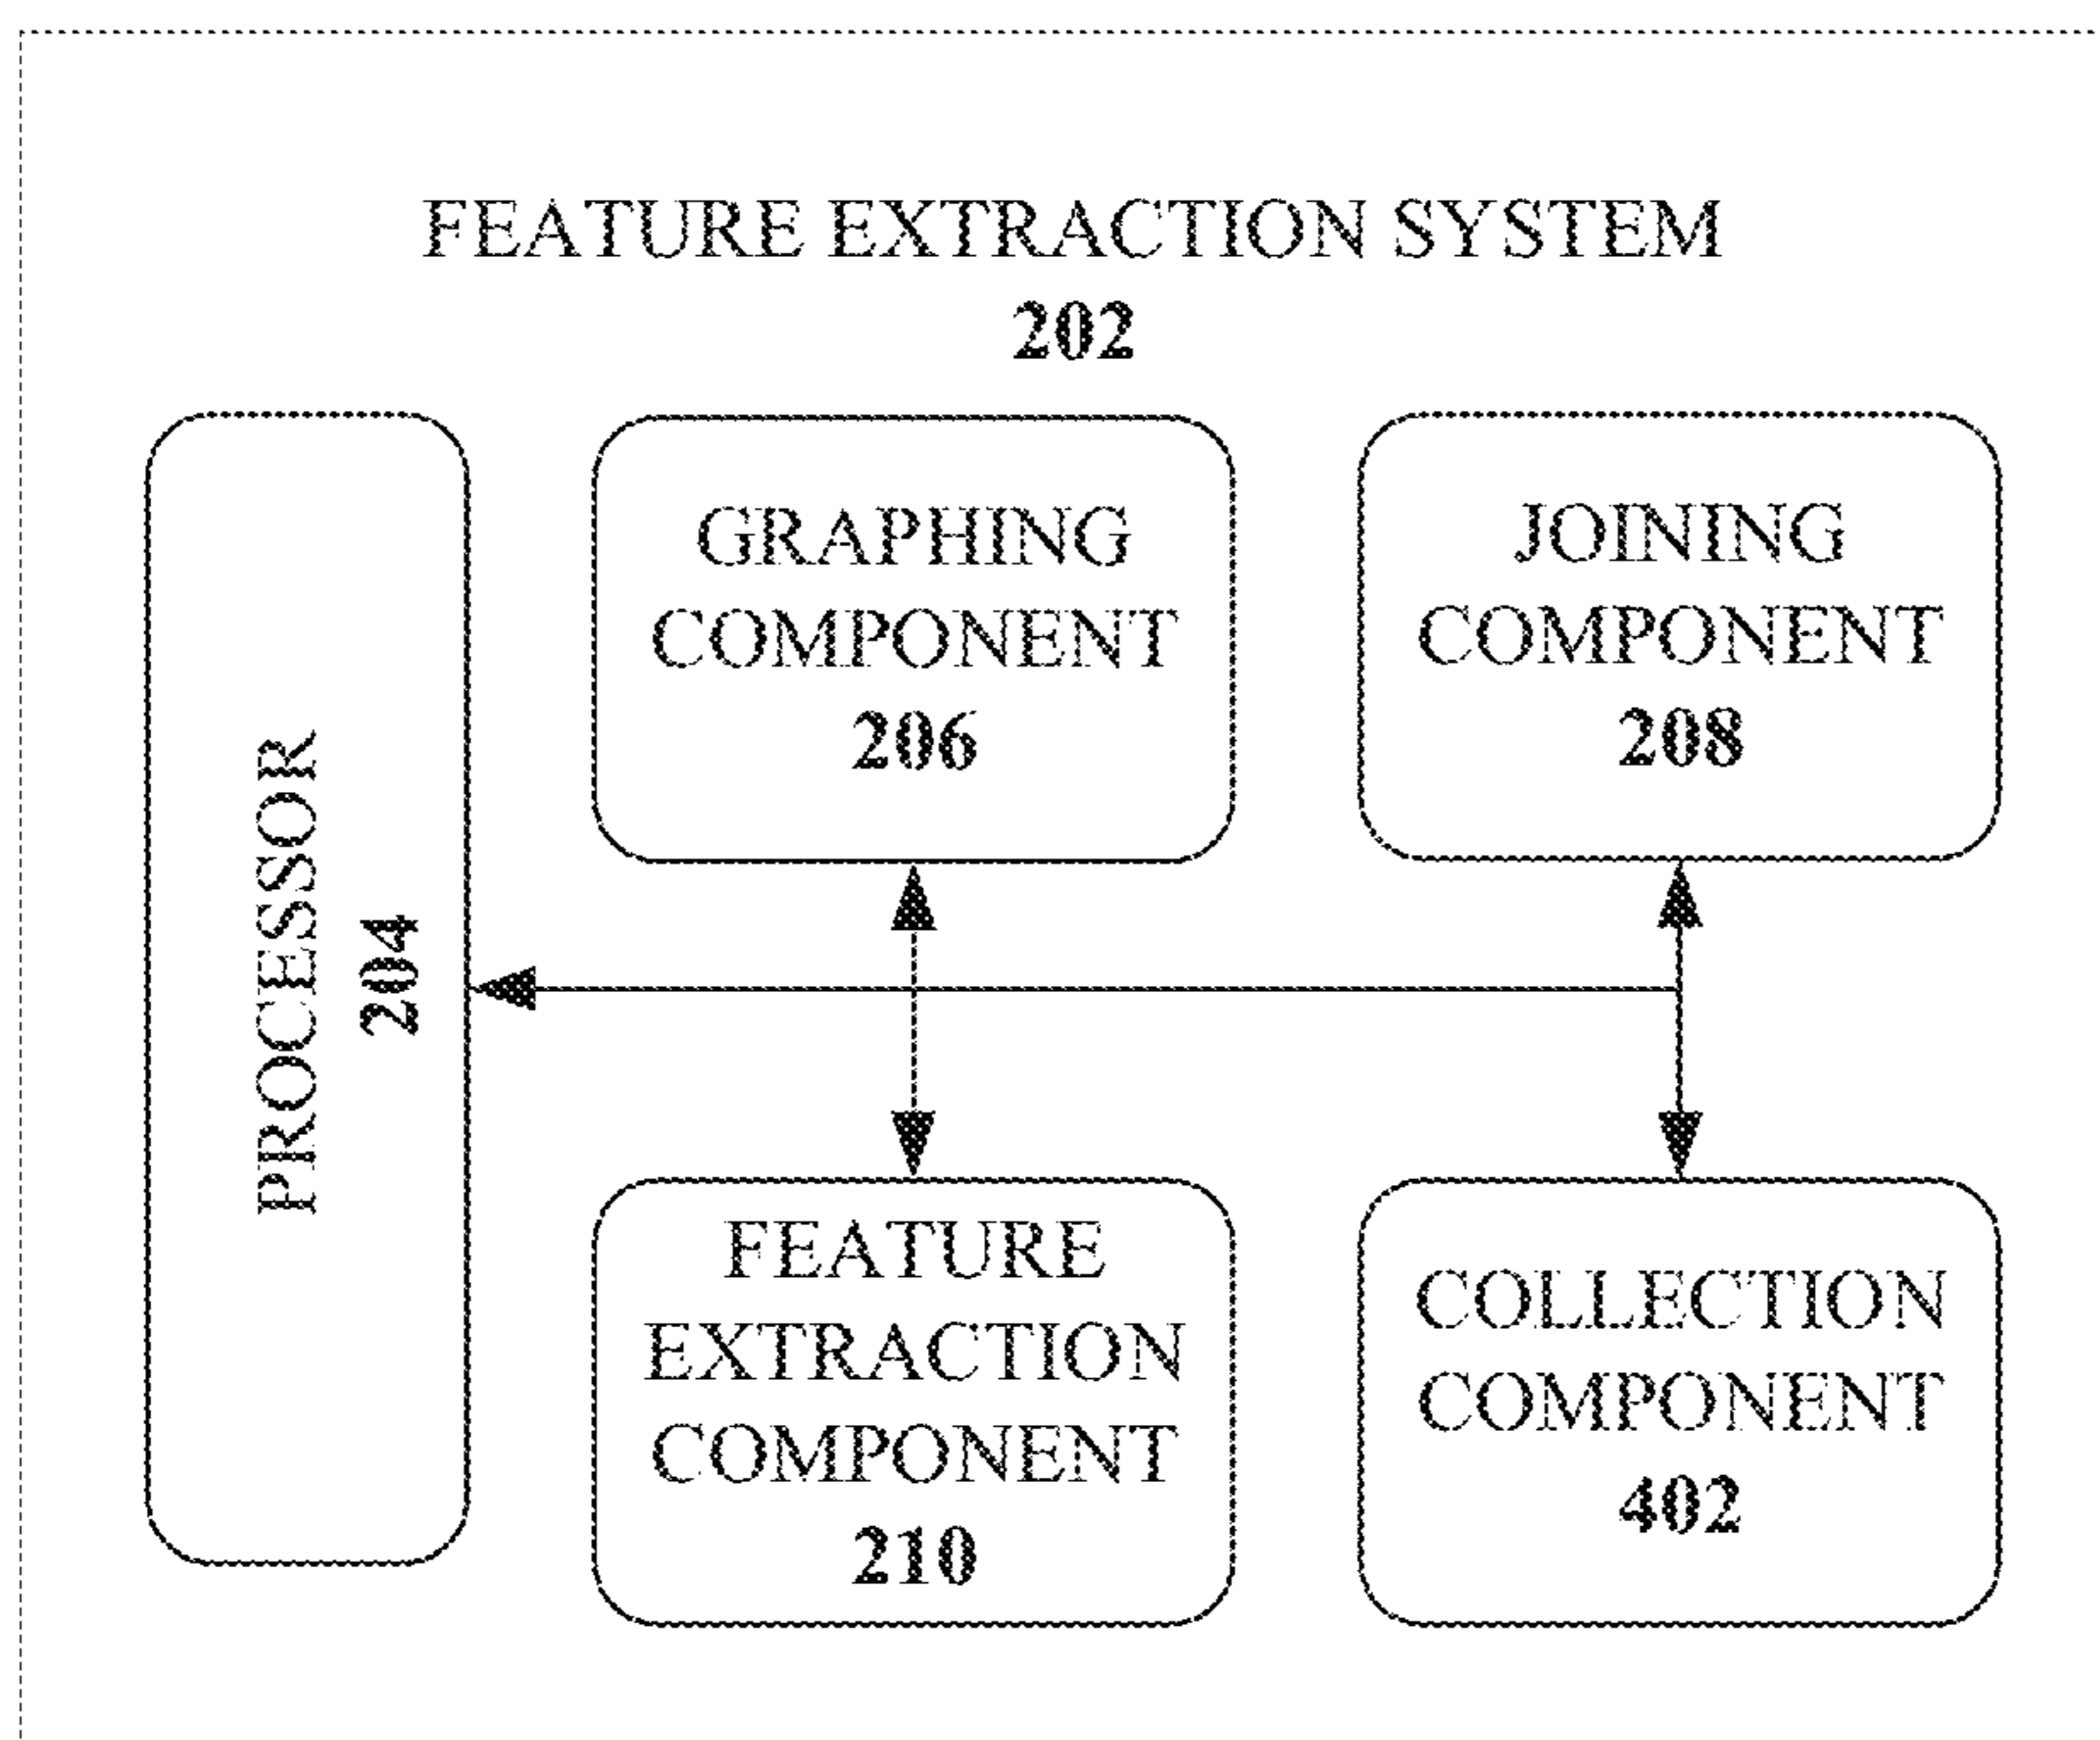 FEATURE EXTRACTION SYSTEM
202
PROCESSOR
204
GRAPHING
COMPONENT
206
JOINING
COMPONENT
208
FEATURE
EXTRACTION
COMPONENT
210
COLLECTION
COMPONENT
402